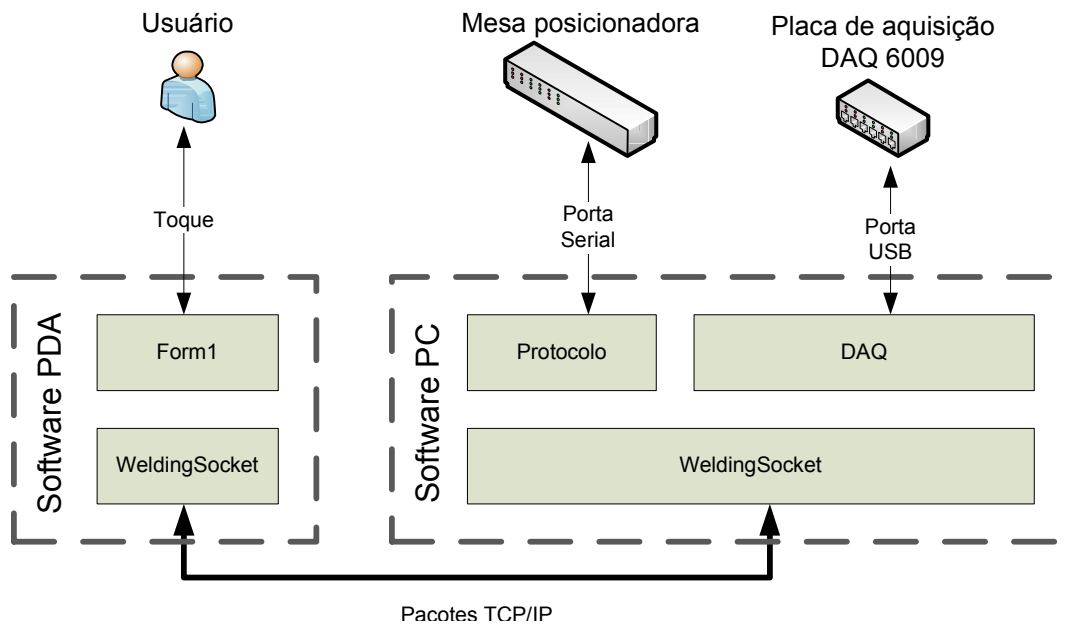 Usuário
Mesa posicionadora
Placa de aquisição
DAQ 6009
Toque
Porta
Serial
Porta
USB
Software PDA
Form1
WeldingSocket
Software PC
Protocolo
DAQ
WeldingSocket
Pacotes TCP/IP